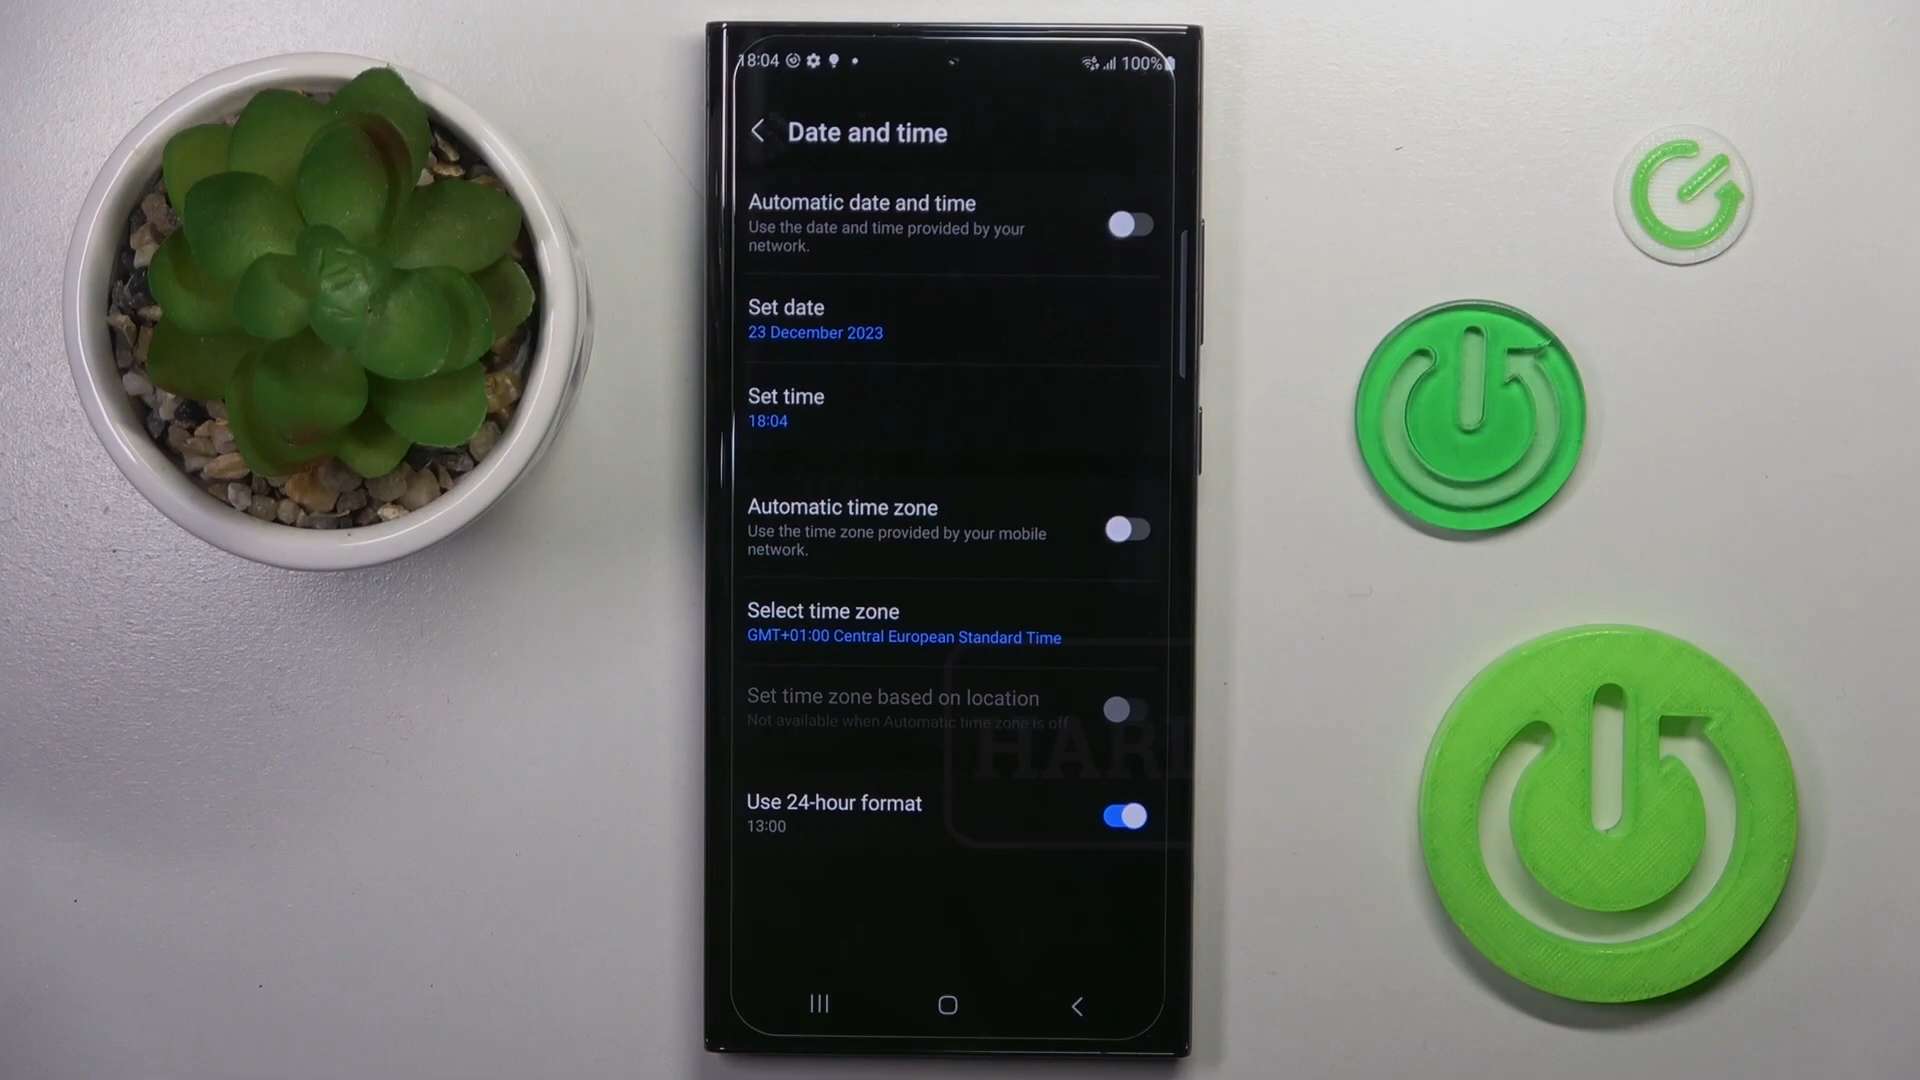 18:04
100%
Date and time
Automatic date and time
Use the date and time provided by your
network.
Set date
23 December 2023
Set time
18:04
Automatic time zone
Use the time zone provided by your mobile
network.
Select time zone
GMT+01:00 Central European Standard Time
Set time zone based on location
Not available when Automatic time zone is off
HARD
Use 24-hour format
13:00